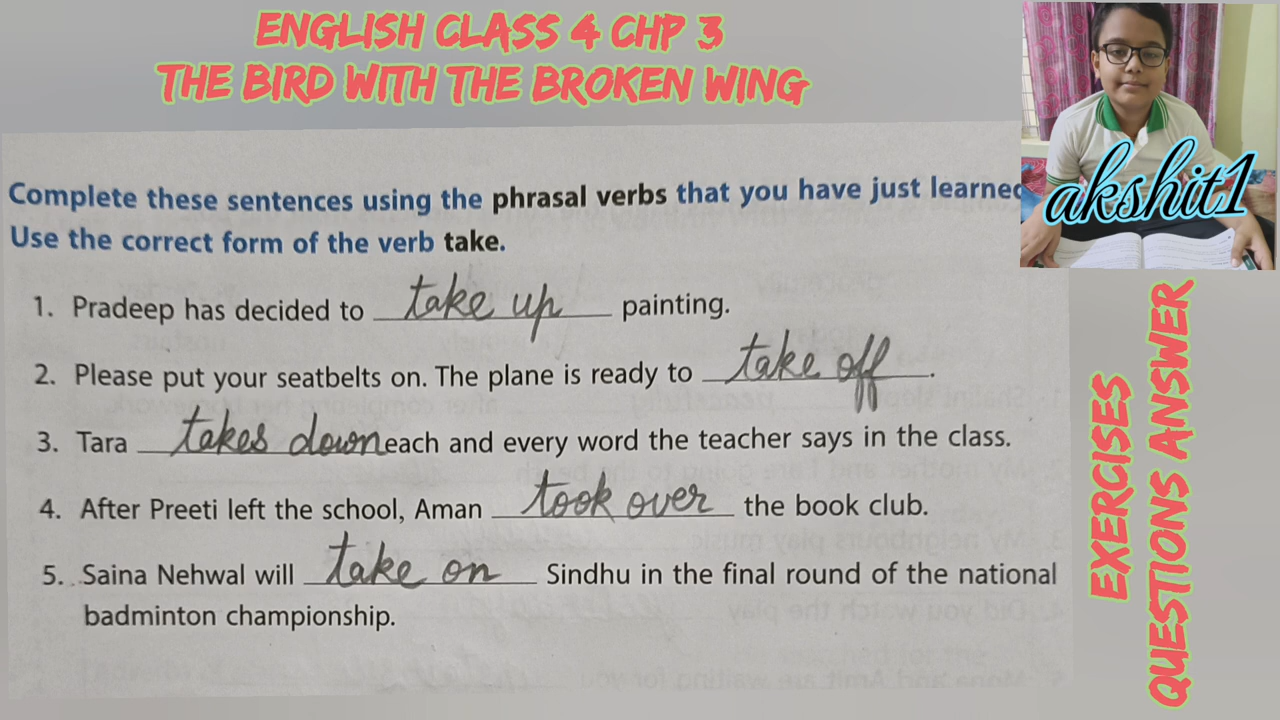 ENGLISH CLASS 4 CHP 3
THE BIRD WITH THE BROKEN WING
akshit1
Complete these sentences using the phrasal verbs that you have just learned
Use the correct form of the verb take.
1. Pradeep has decided to take up painting.
2. Please put your seatbelts on. The plane is ready to take off.
3. Tara takes down each and every word the teacher says in the class.
4. After Preeti left the school, Aman took over the book club.
5. Saina Nehwal will take on Sindhu in the final round of the national
badminton championship.
EXERCISES
QUESTIONS ANSWER